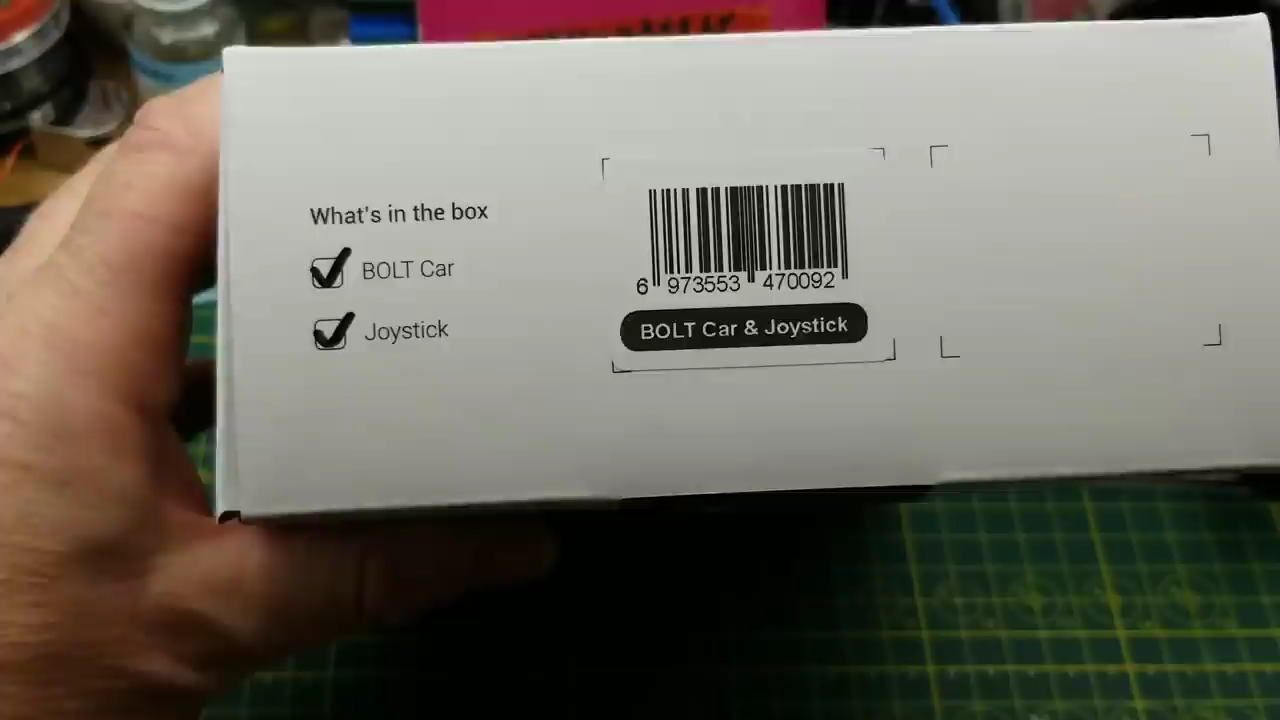 What's in the box
BOLT Car
Joystick
6 973553 470092
BOLT Car & Joystick